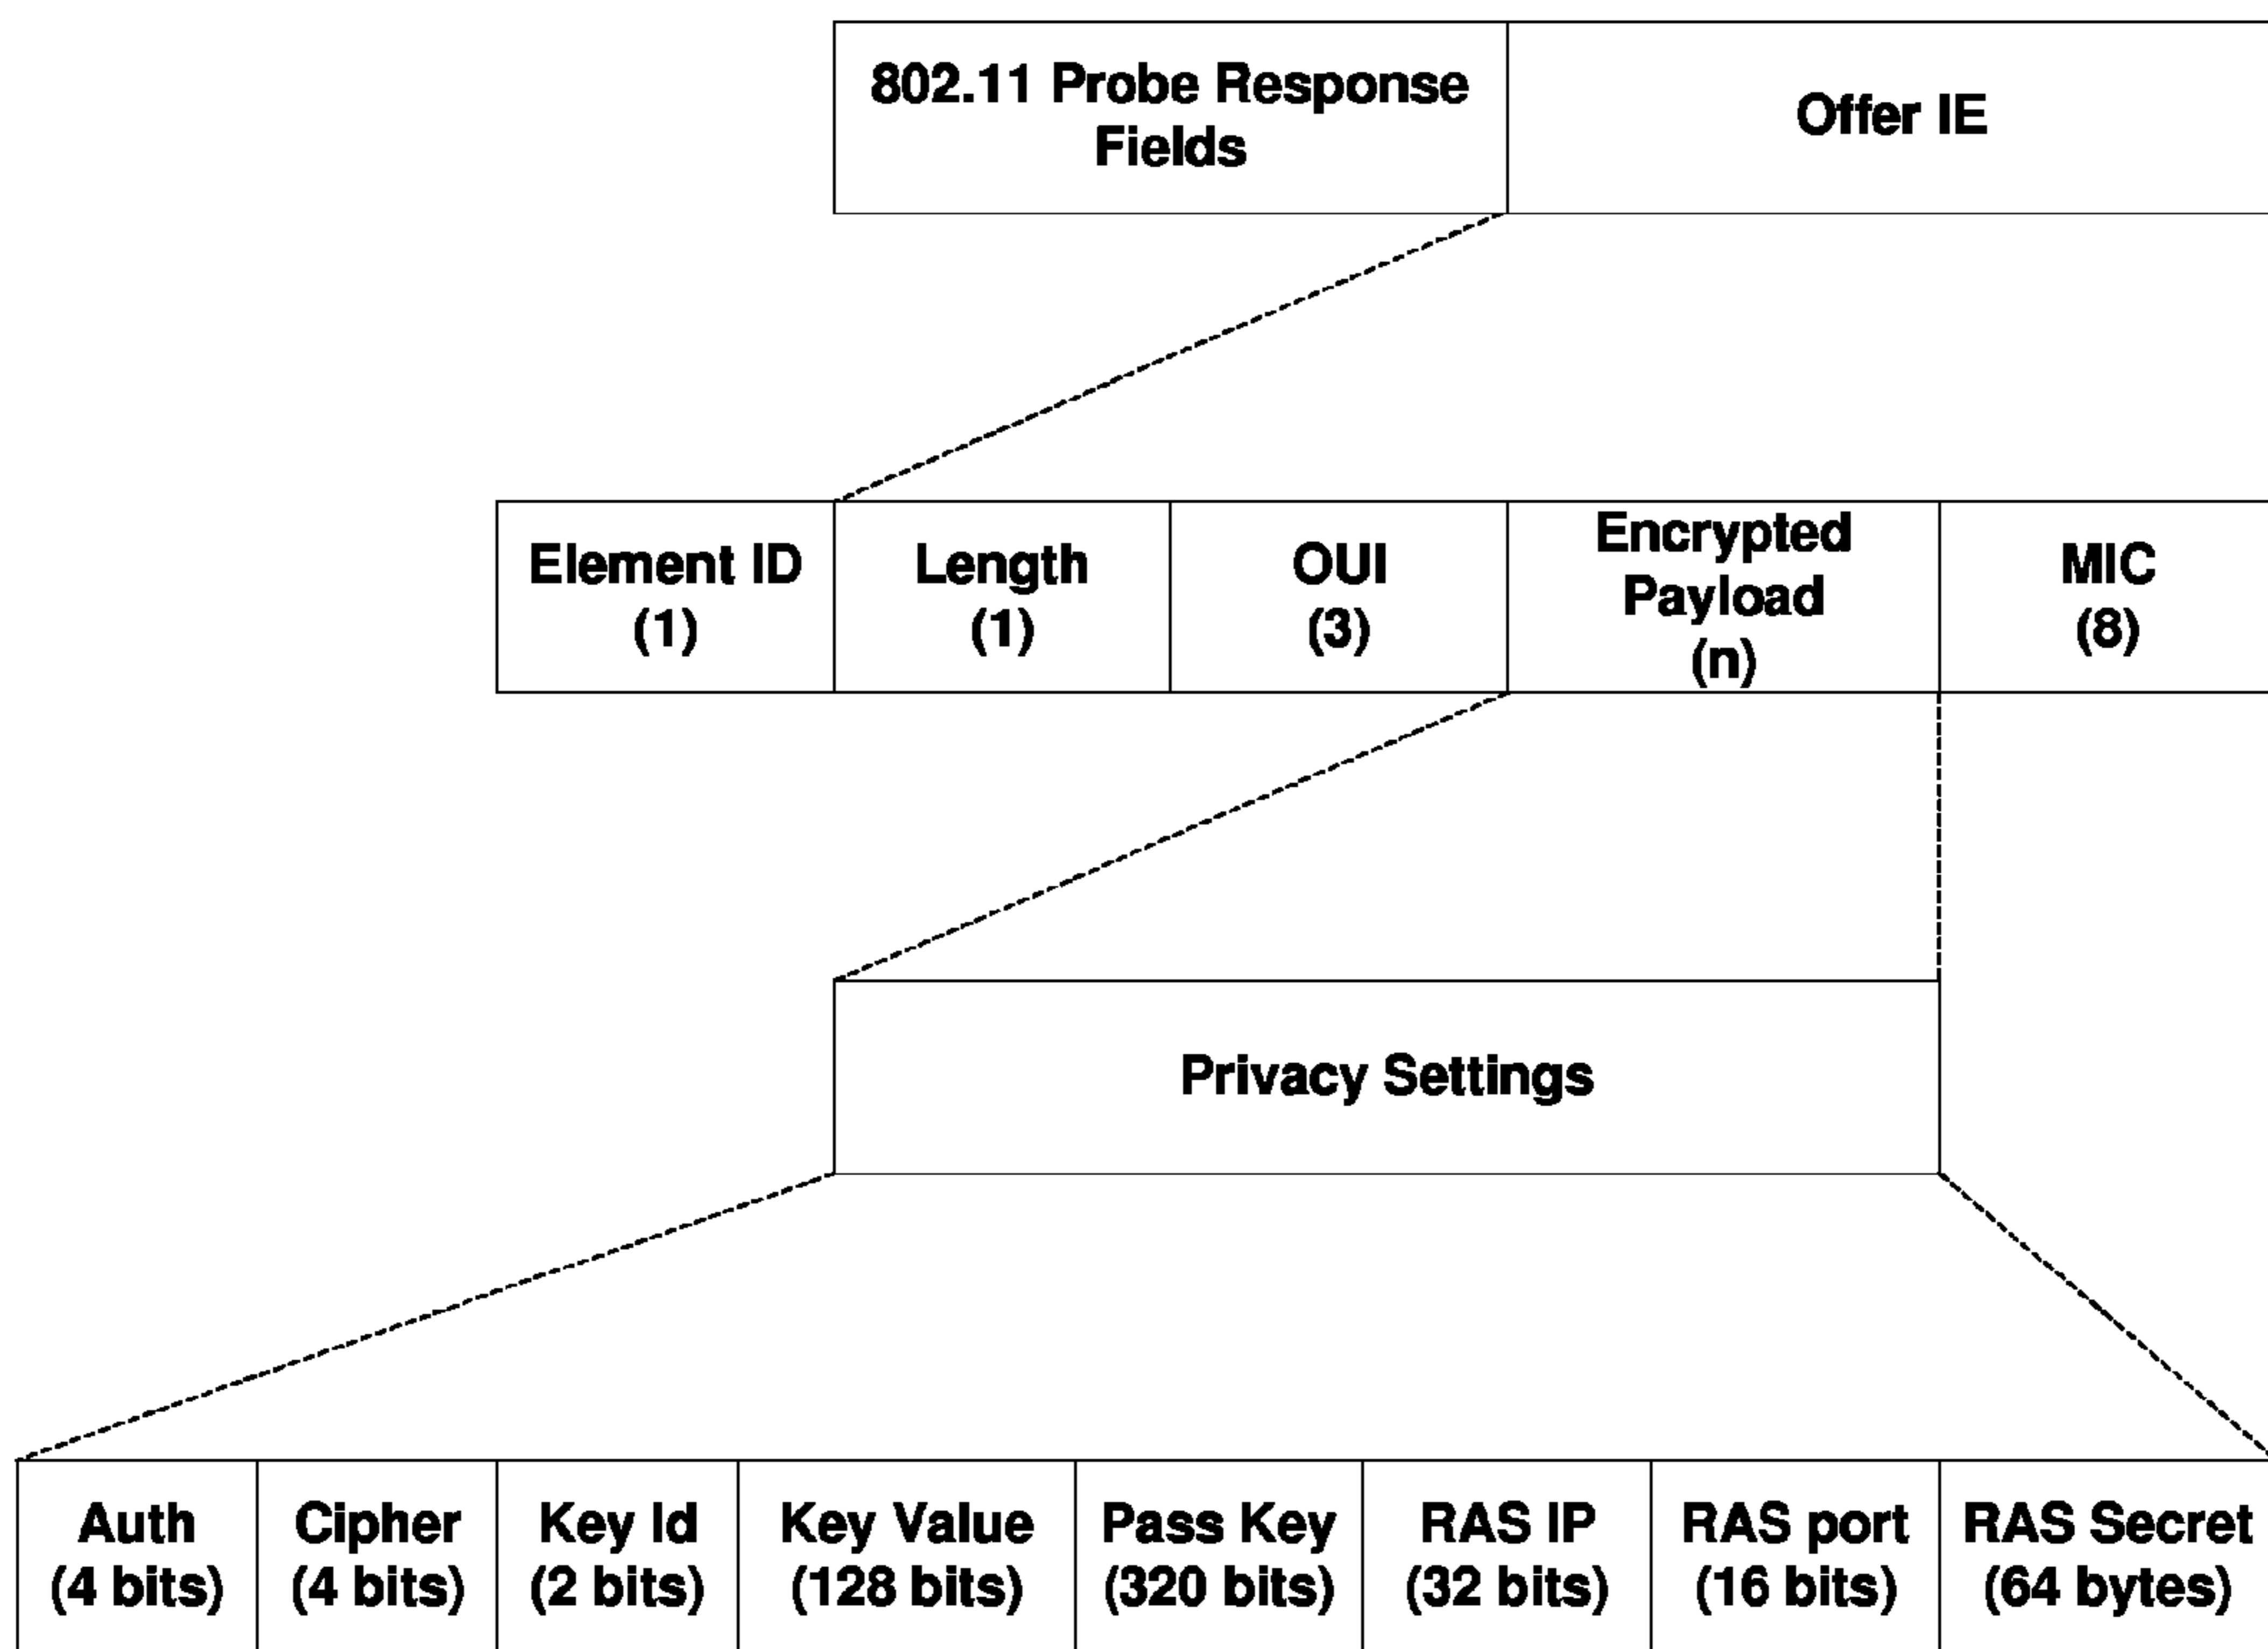 802.11 Probe Response
Fields
Offer IE
Element ID
(1)
Length
(1)
OUI
(3)
Encrypted
Payload
(n)
MIC
(8)
Privacy Settings
Auth
(4 bits)
Cipher
(4 bits)
Key Id
(2 bits)
Key Value
(128 bits)
Pass Key
(320 bits)
RAS IP
(32 bits)
RAS port
(16 bits)
RAS Secret
(64 bytes)